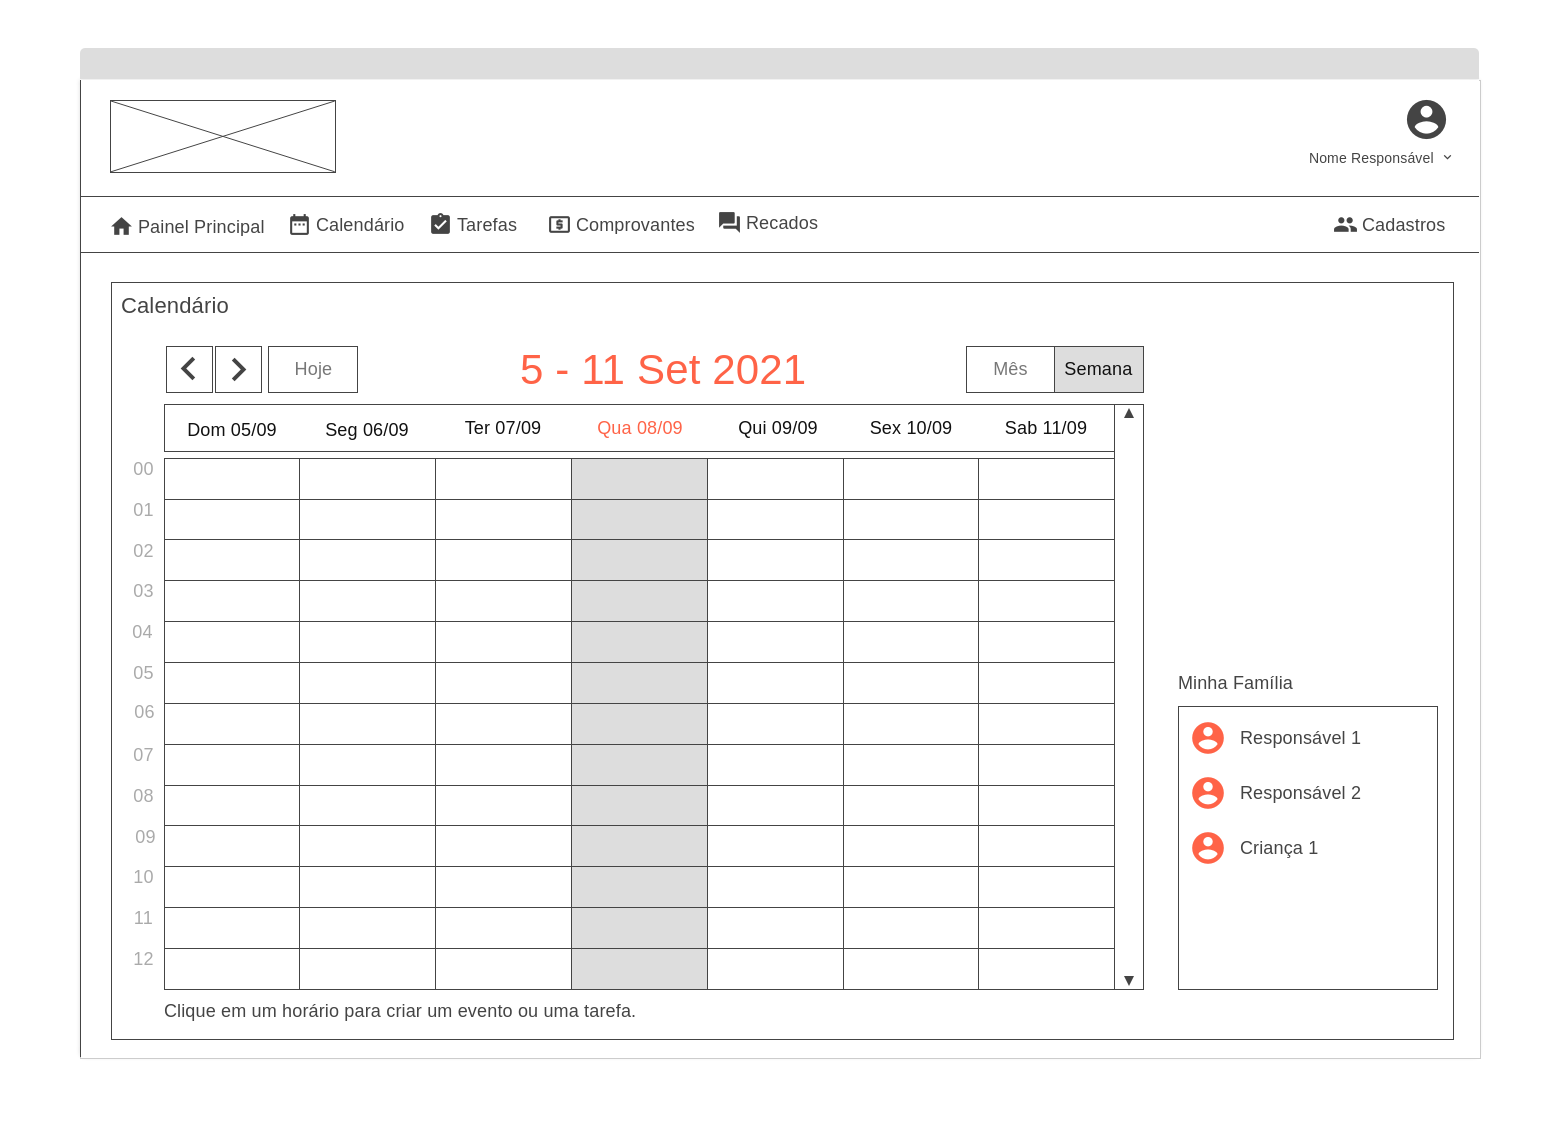 Nome Responsável
Painel Principal Calendário Tarefas Comprovantes Recados Cadastros
Calendário
Hoje 5 - 11 Set 2021 Mês Semana
Dom 05/09 Seg 06/09 Ter 07/09 Qua 08/09 Qui 09/09 Sex 10/09 Sab 11/09
00
01
02
03
04
05
06
07
08
09
10
11
12
Clique em um horário para criar um evento ou uma tarefa.
Minha Família
Responsável 1
Responsável 2
Criança 1